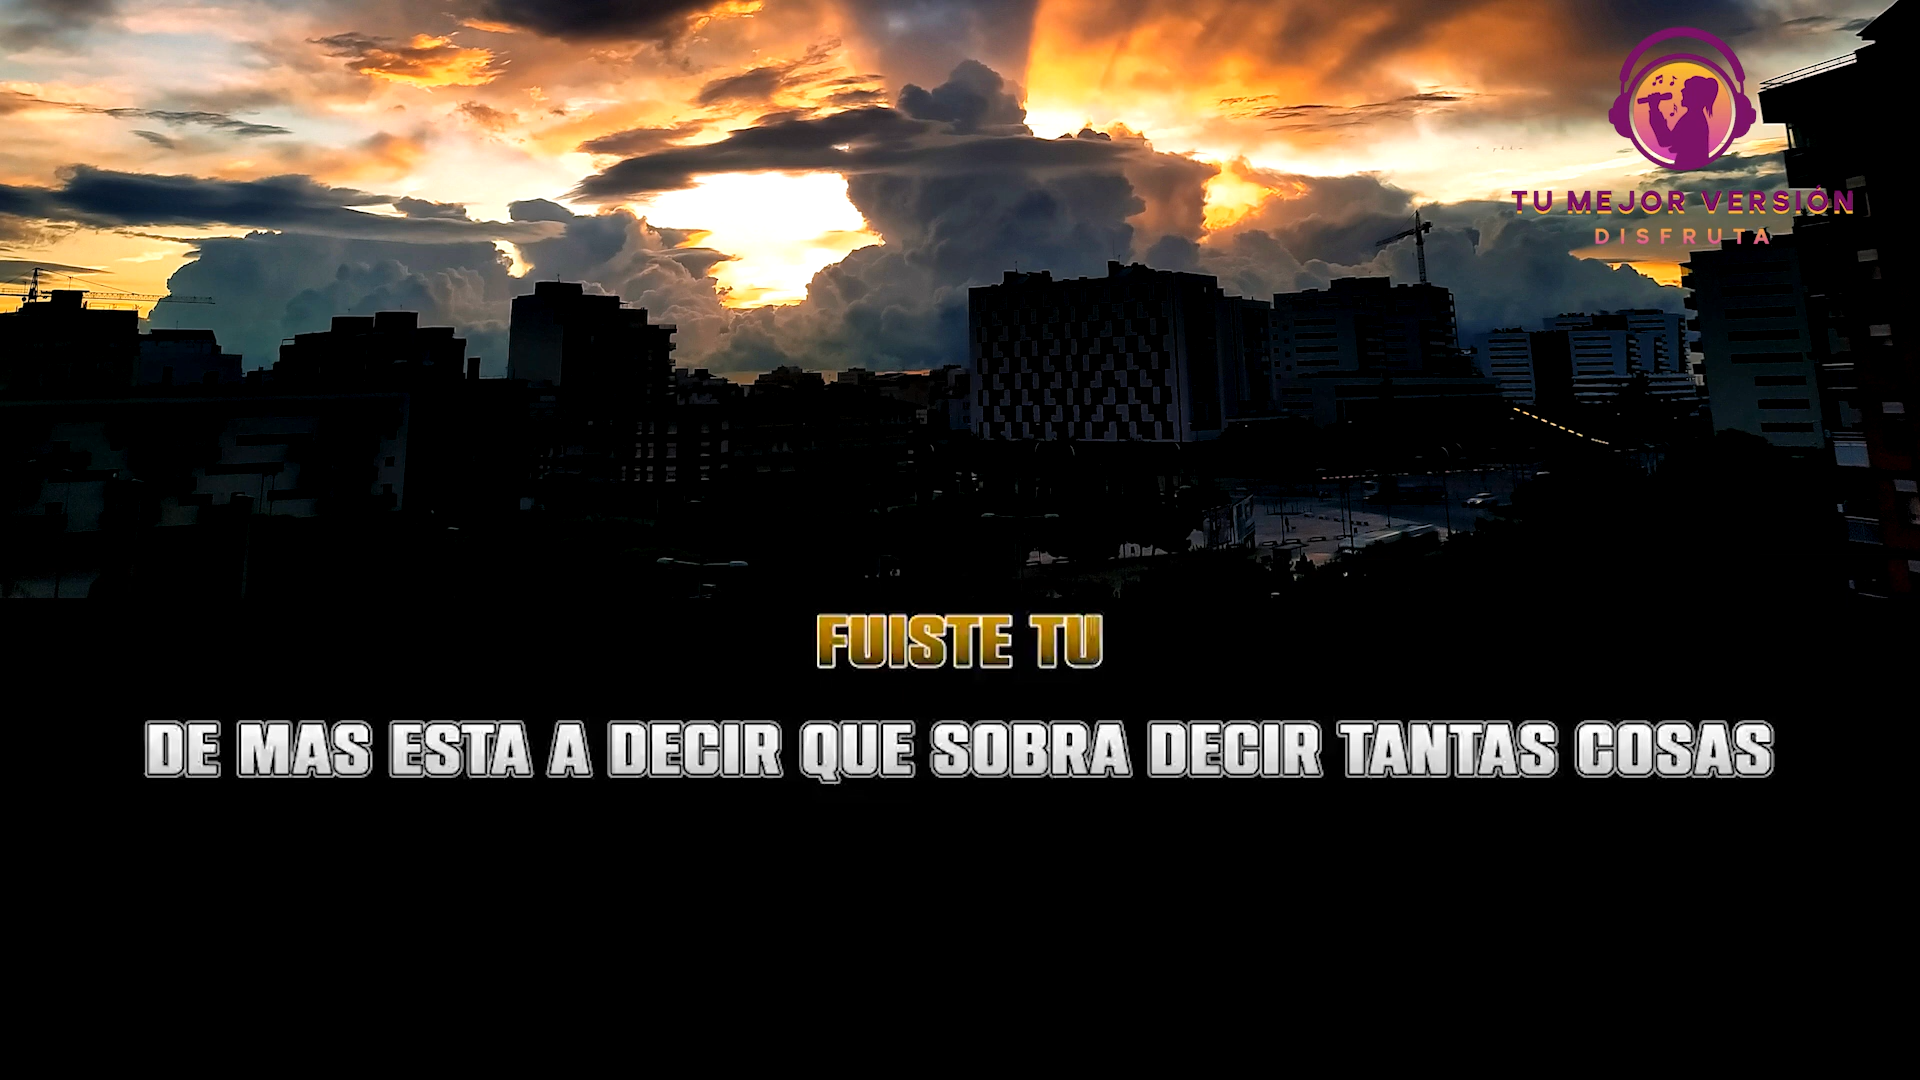 TU MEJOR VERSIÓN
DISFRUTA
FUISTE TU
DE MAS ESTA A DECIR QUE SOBRA DECIR TANTAS COSAS